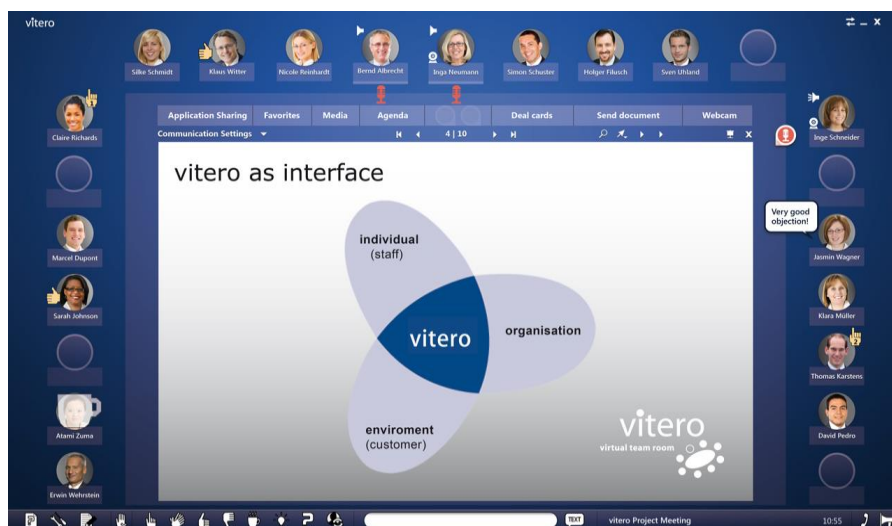 vitero
Silke Schmidt
Klaus Witter
Nicole Reinhardt
Bernd Albrecht
Inga Neumann
Simon Schuster
Holger Filusch
Sven Uhland
Claire Richards
Application Sharing Favorites Media Agenda Deal cards Send document Webcam
Communication Settings 4 | 10 x
Inge Schneider
vitero as interface
Very good
objection!
individual
(staff)
Marcel Dupont
Jasmin Wagner
Sarah Johnson
Klara Müller
vitero
organisation
Thomas Karstens
enviroment
(customer)
vitero
virtual team room
Atami Zuma
David Pedro
Erwin Wehrstein
TEXT vitero Project Meeting 10:55